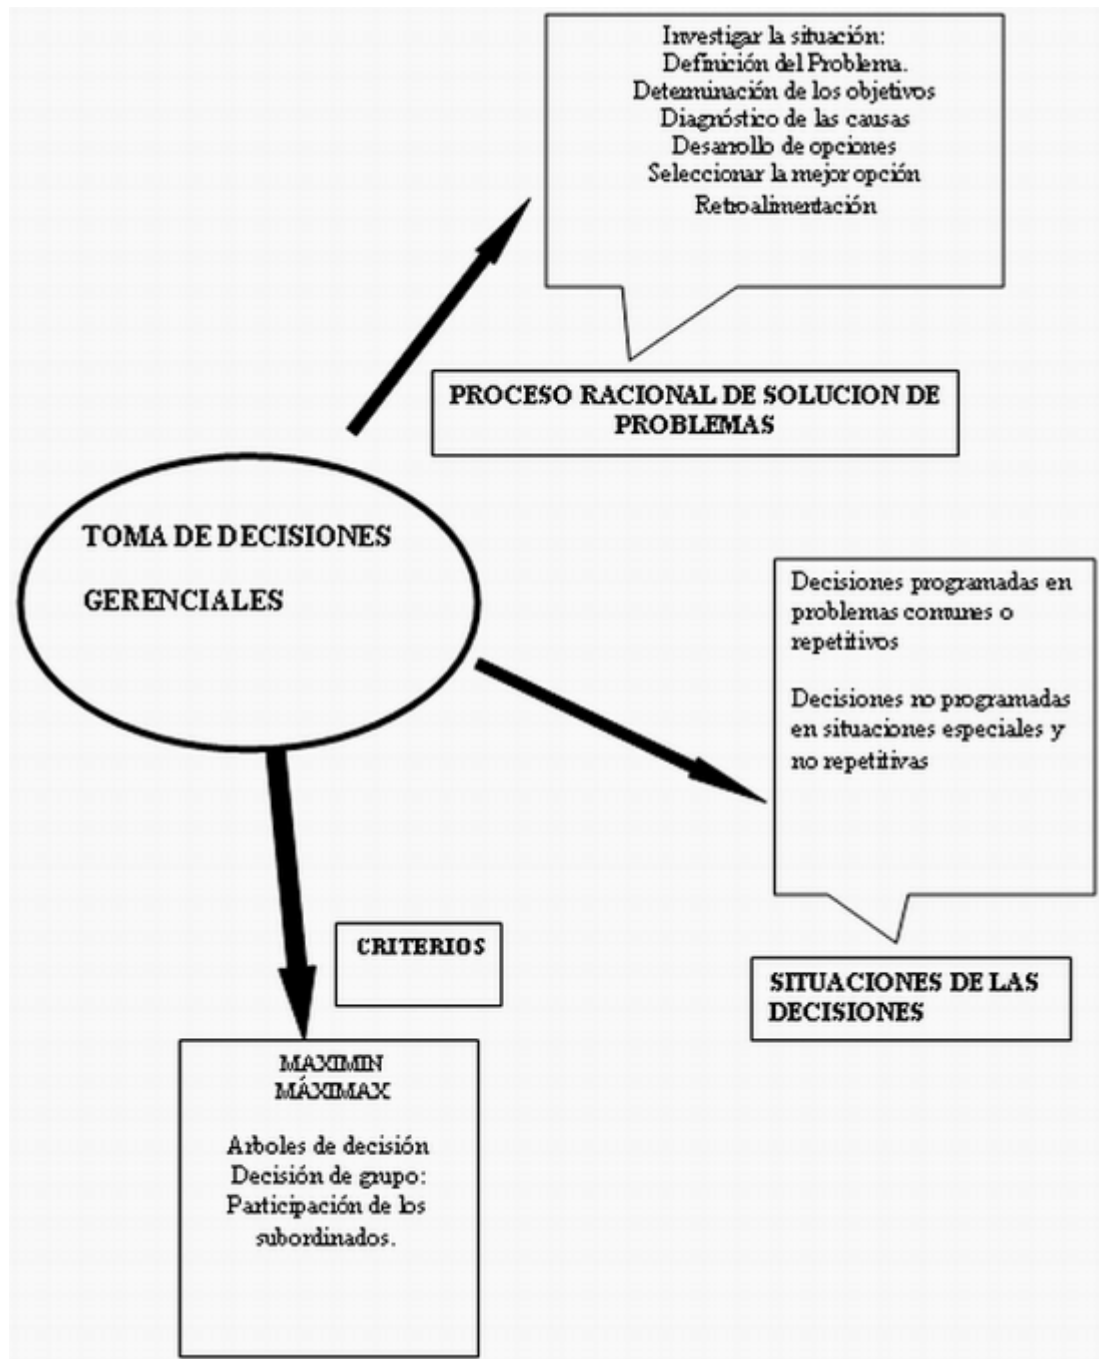 Investigar la situación:
Definición del Problema.
Determinación de los objetivos
Diagnóstico de las causas
Desarrollo de opciones
Seleccionar la mejor opción
Retroalimentación
PROCESO RACIONAL DE SOLUCION DE
PROBLEMAS
TOMA DE DECISIONES
GERENCIALES
Decisiones programadas en
problemas comunes o
repetitivos
Decisiones no programadas
en situaciones especiales y
no repetitivas
SITUACIONES DE LAS
DECISIONES
CRITERIOS
MAXIMIN
MÁXIMAX
Arboles de decisión
Decisión de grupo:
Participación de los
subordinados.